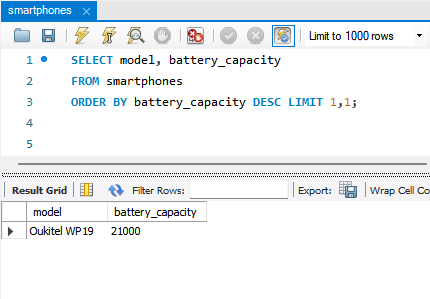 smartphones
Limit to 1000 rows
1 SELECT model, battery_capacity
2 FROM smartphones
3 ORDER BY battery_capacity DESC LIMIT 1,1;
4
5
Result Grid Filter Rows: Export: Wrap Cell Co
model battery_capacity
Oukitel WP19 21000